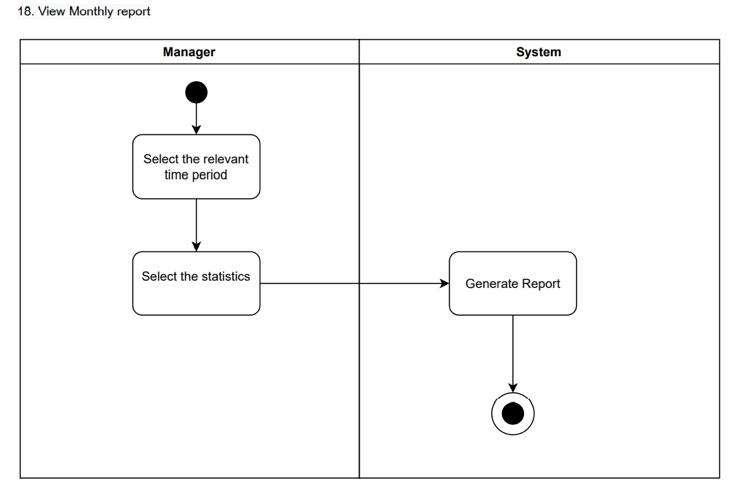 18. View Monthly report
Manager
System
Select the relevant
time period
Select the statistics
Generate Report